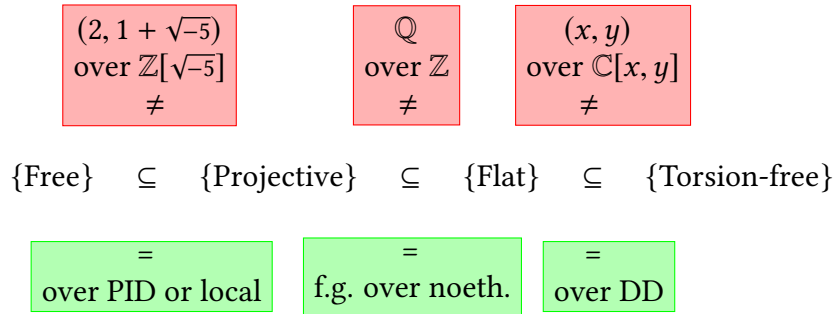 (2, 1 + √−5)
over ℤ[√−5]
≠
ℚ
over ℤ
≠
(x, y)
over ℂ[x, y]
≠
{Free} ⊆ {Projective} ⊆ {Flat} ⊆ {Torsion-free}
=
over PID or local
=
f.g. over noeth.
=
over DD